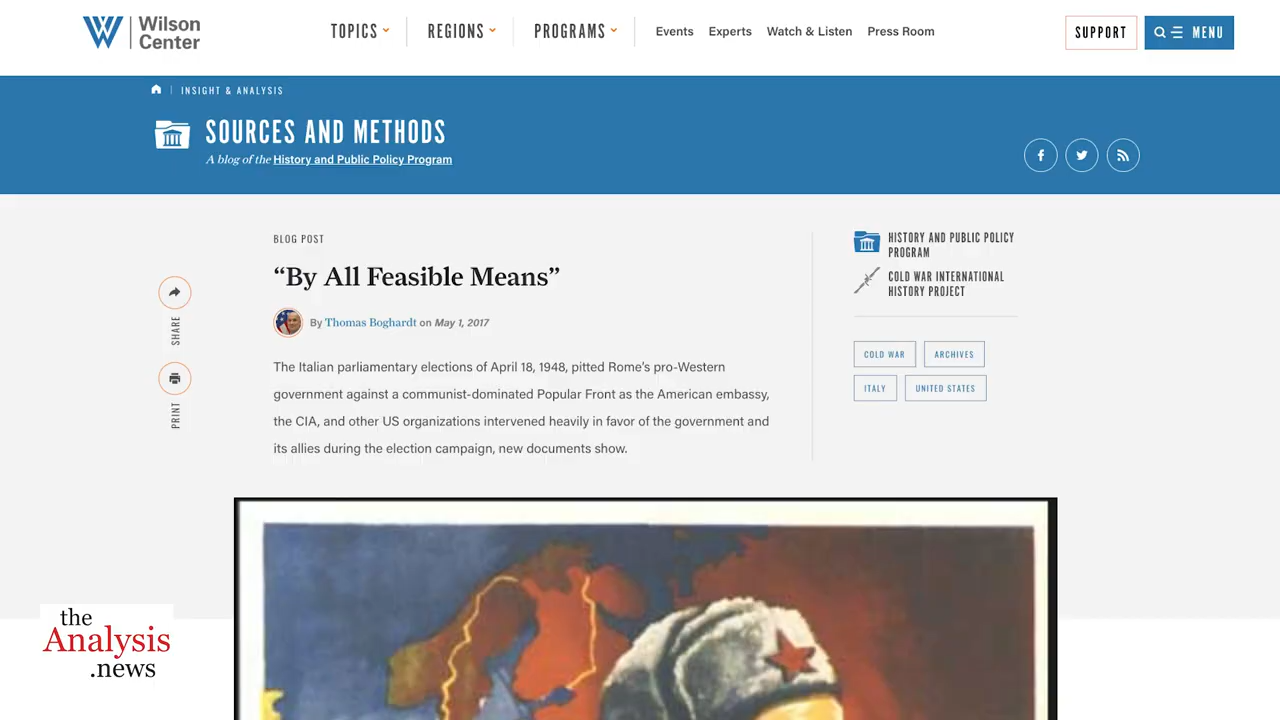 Wilson
Center
TOPICS
REGIONS
PROGRAMS
Events
Experts
Watch & Listen
Press Room
SUPPORT
MENU
INSIGHT & ANALYSIS
SOURCES AND METHODS
A blog of the History and Public Policy Program
BLOG POST
“By All Feasible Means”
By Thomas Boghardt on May 1, 2017
The Italian parliamentary elections of April 18, 1948, pitted Rome’s pro-Western
government against a communist-dominated Popular Front as the American embassy,
the CIA, and other US organizations intervened heavily in favor of the government and
its allies during the election campaign, new documents show.
SHARE
PRINT
HISTORY AND PUBLIC POLICY
PROGRAM
COLD WAR INTERNATIONAL
HISTORY PROJECT
COLD WAR
ARCHIVES
ITALY
UNITED STATES
the
Analysis
.news